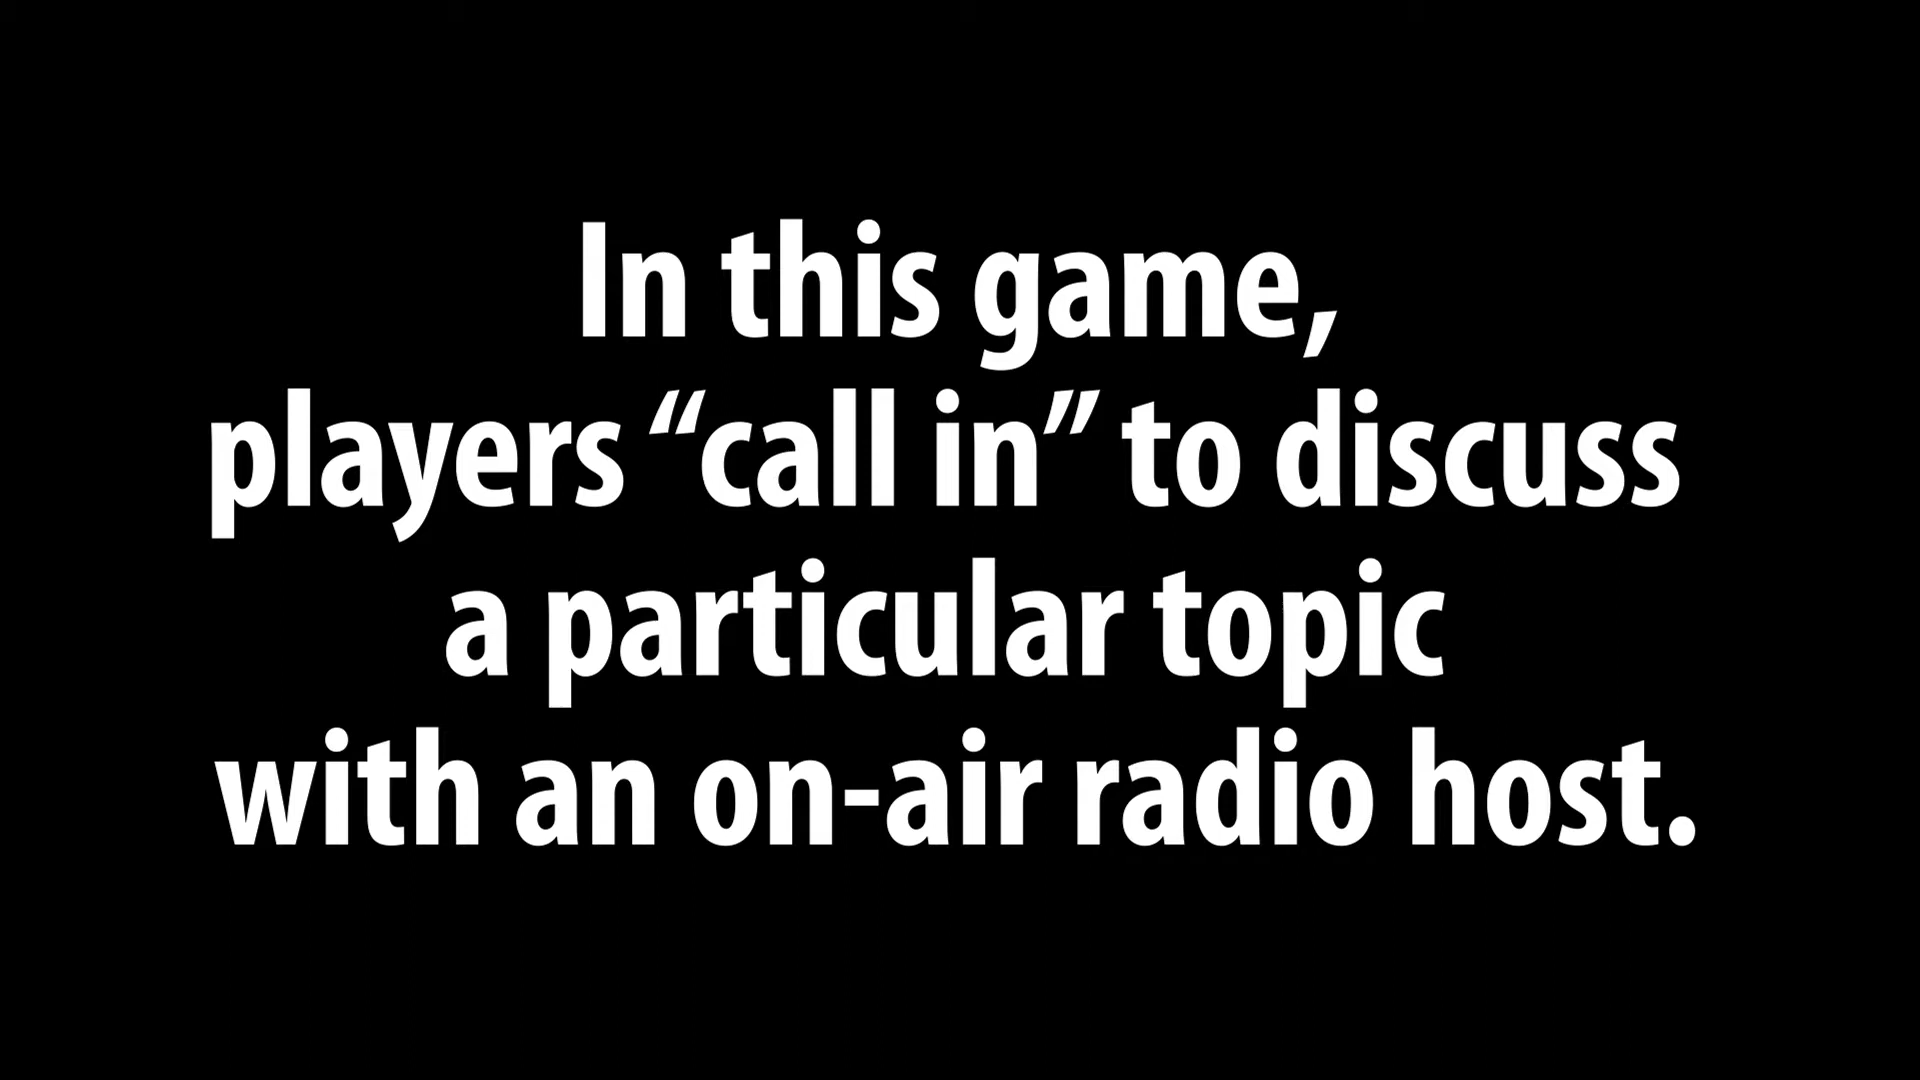 In this game,
players “call in” to discuss
a particular topic
with an on-air radio host.